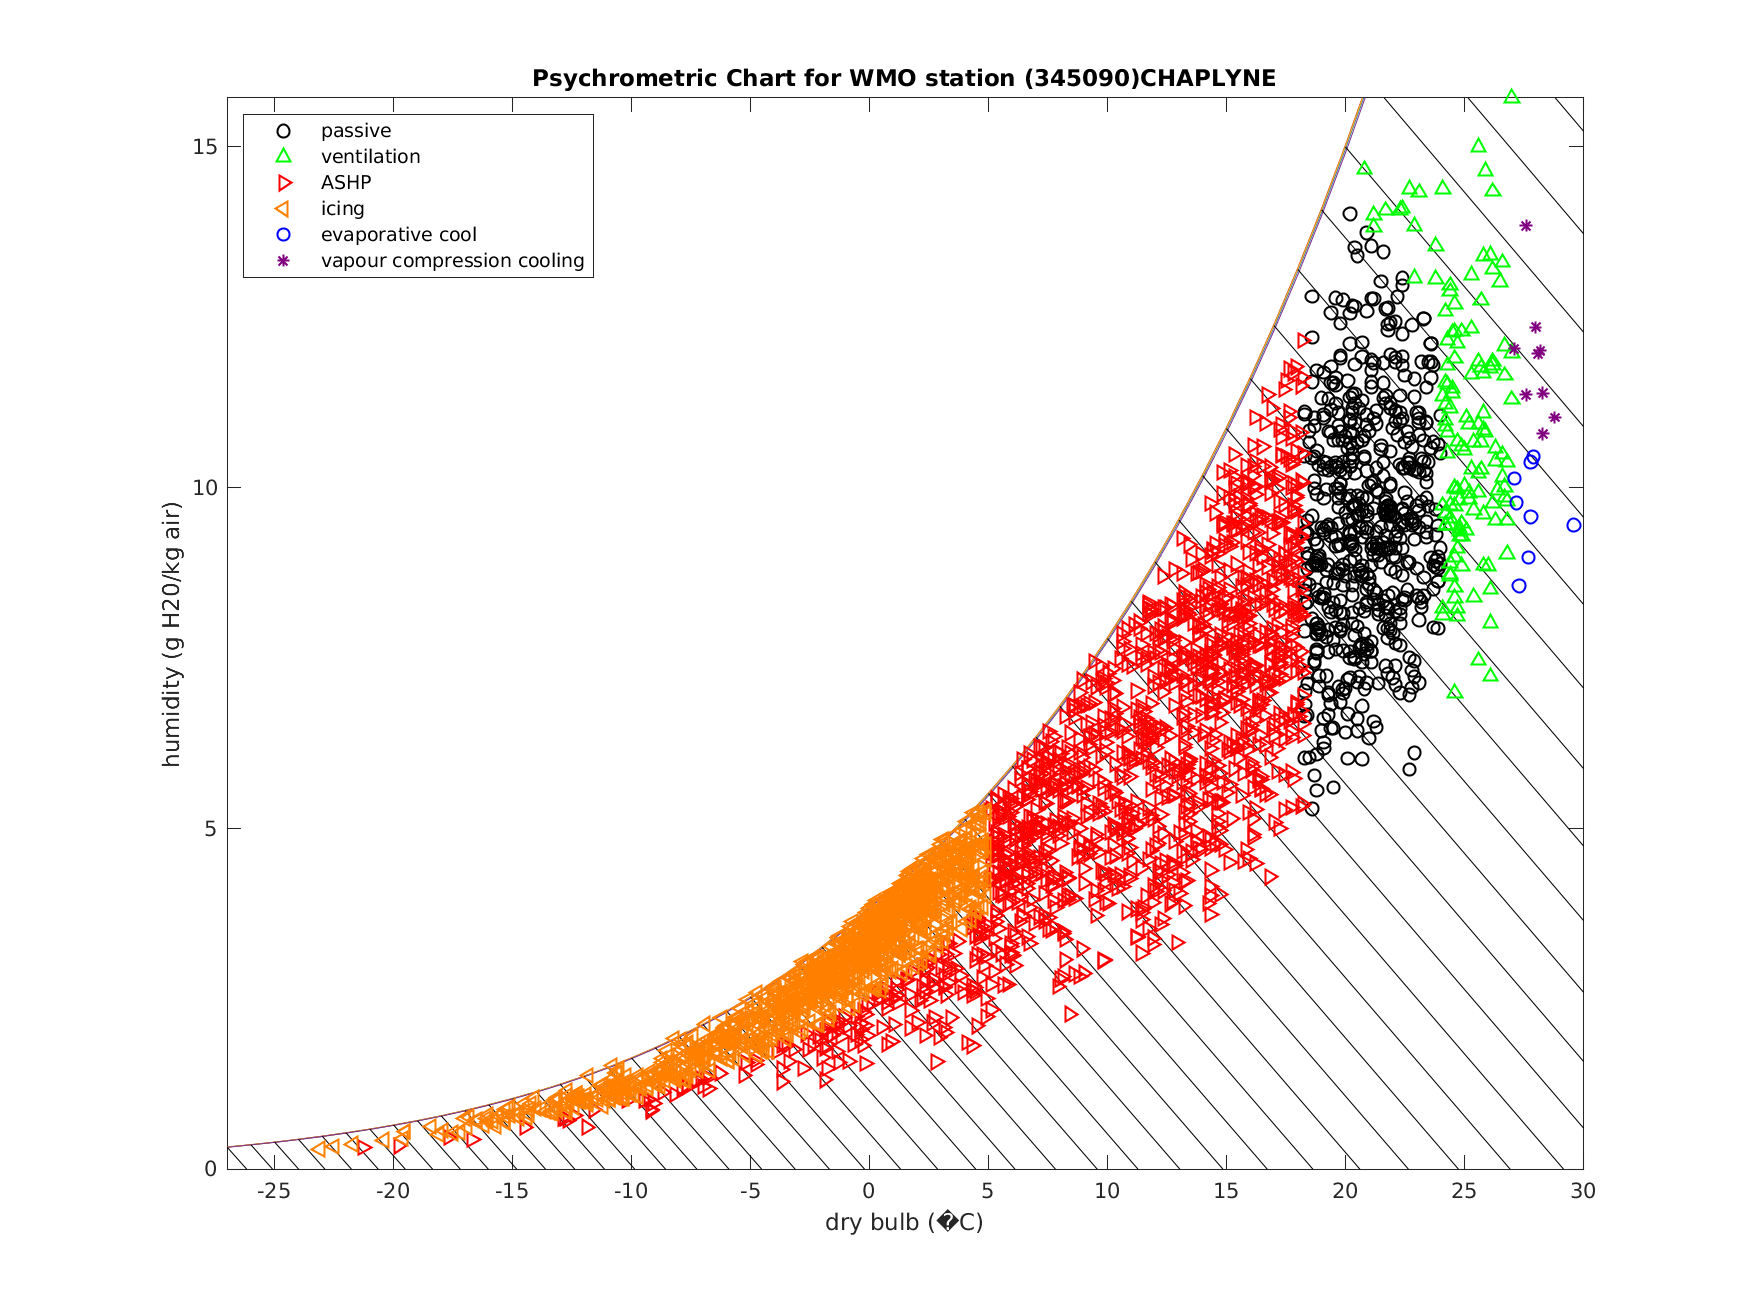 Psychrometric Chart for WMO station (345090)CHAPLYNE
passive
ventilation
ASHP
icing
evaporative cool
vapour compression cooling
humidity (g H20/kg air)
15
10
5
0
-25 -20 -15 -10 -5 0 5 10 15 20 25 30
dry bulb (�C)